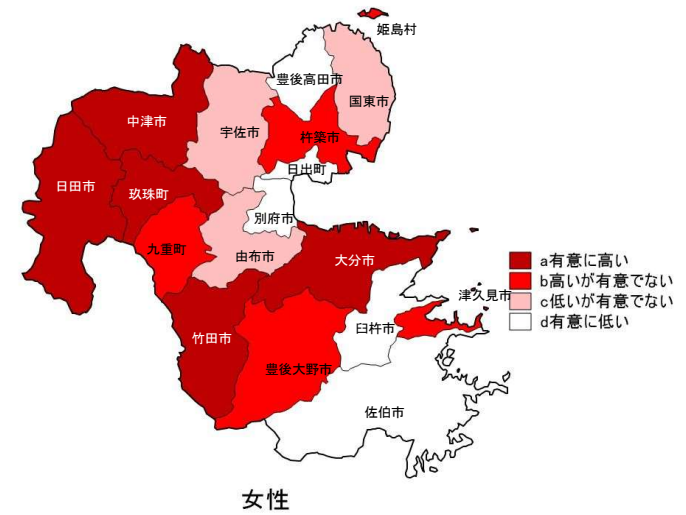 姫島村
豊後高田市
国東市
中津市
宇佐市
杵築市
日出町
日田市
玖珠町
別府市
九重町
由布市
大分市
津久見市
臼杵市
竹田市
豊後大野市
佐伯市
a有意に高い
b高いが有意でない
c低いが有意でない
d有意に低い
女性